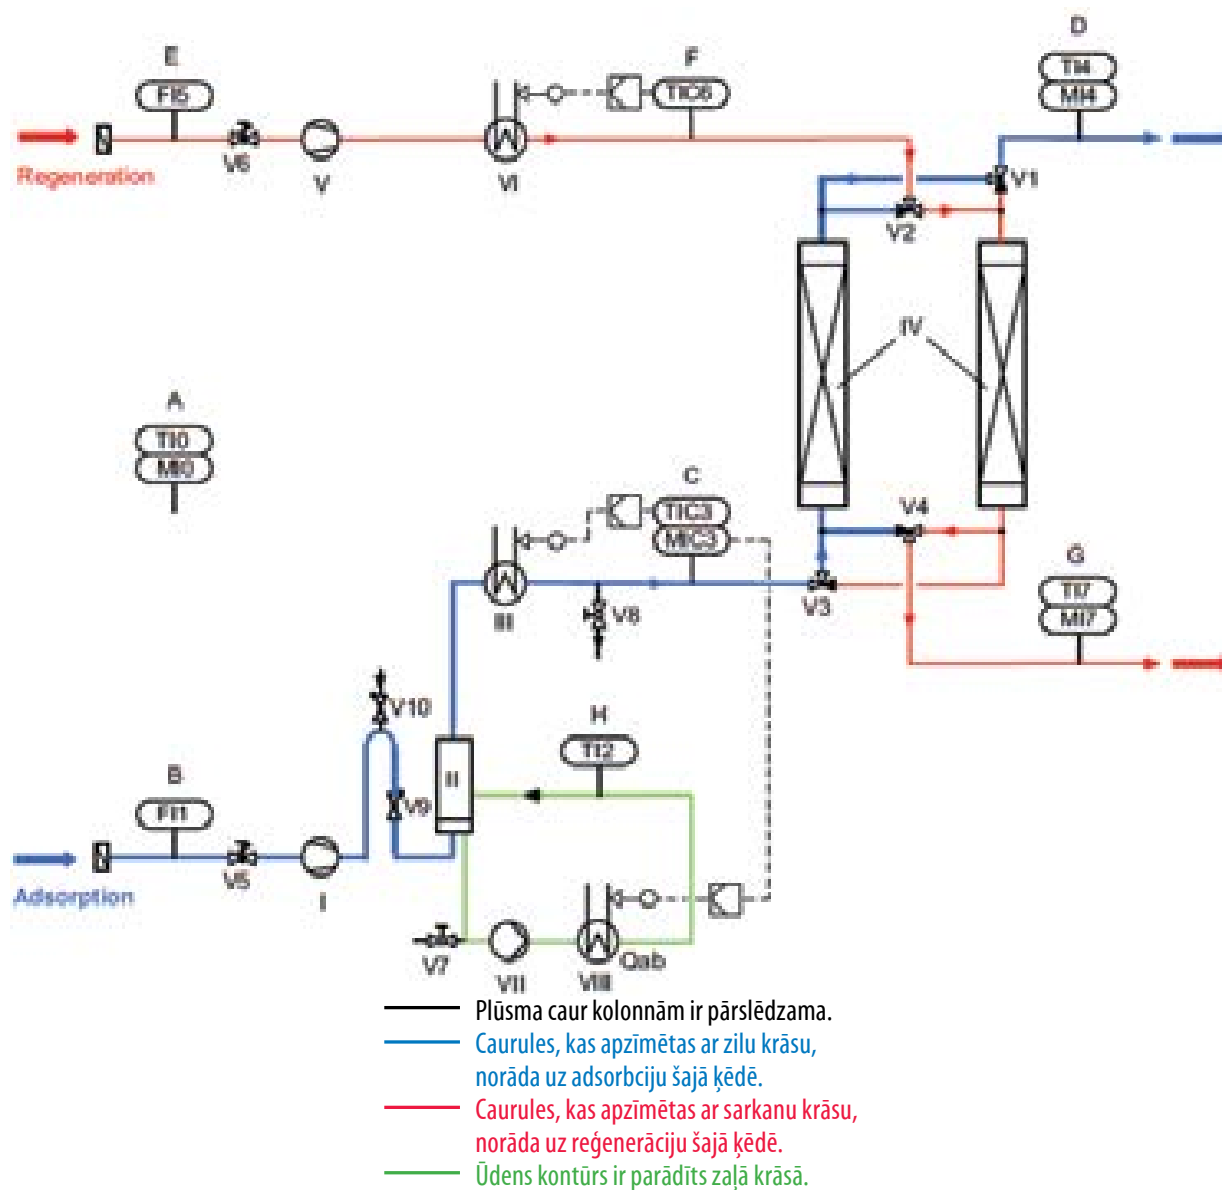 D
TI4
MI4
E
FI5
F
TIC6
V6
V
VI
Regeneration
V1
V2
IV
A
TI0
MI0
C
TIC3
MIC3
V4
G
TI7
MI7
III
V8
V3
V10
H
TI2
B
FI1
II
V9
V5
I
Adsorption
V7
VII
VIII
Qab
Plūsma caur kolonnām ir pārslēdzama.
Caurules, kas apzīmētas ar zilu krāsu,
norāda uz adsorbciju šajā ķēdē.
Caurules, kas apzīmētas ar sarkanu krāsu,
norāda uz reģenerāciju šajā ķēdē.
Ūdens kontūrs ir parādīts zaļā krāsā.